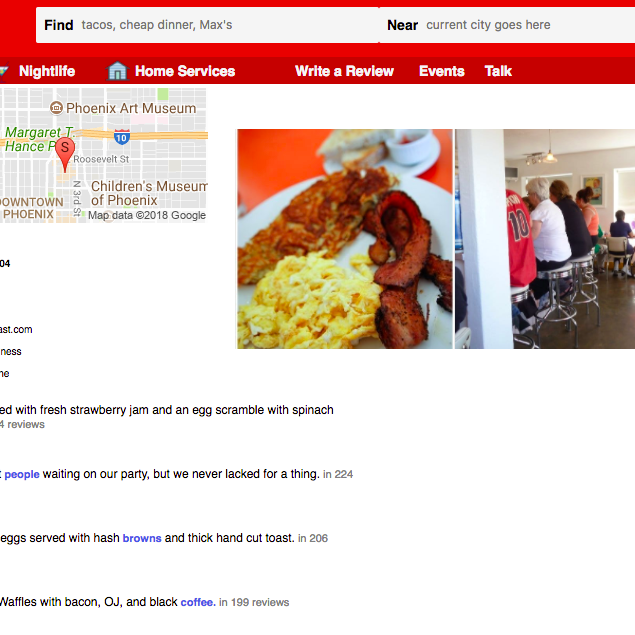 Find tacos, cheap dinner, Max's Near current city goes here
Nightlife Home Services Write a Review Events Talk
Phoenix Art Museum
Margaret T.
Hance P
10
S
Roosevelt St
N 3rd St
Children's Museum
of Phoenix
DOWNTOWN
PHOENIX
Map data ©2018 Google
10
04
ast.com
ness
ne
ed with fresh strawberry jam and an egg scramble with spinach
4 reviews
t people waiting on our party, but we never lacked for a thing. in 224
eggs served with hash browns and thick hand cut toast. in 206
Waffles with bacon, OJ, and black coffee. in 199 reviews